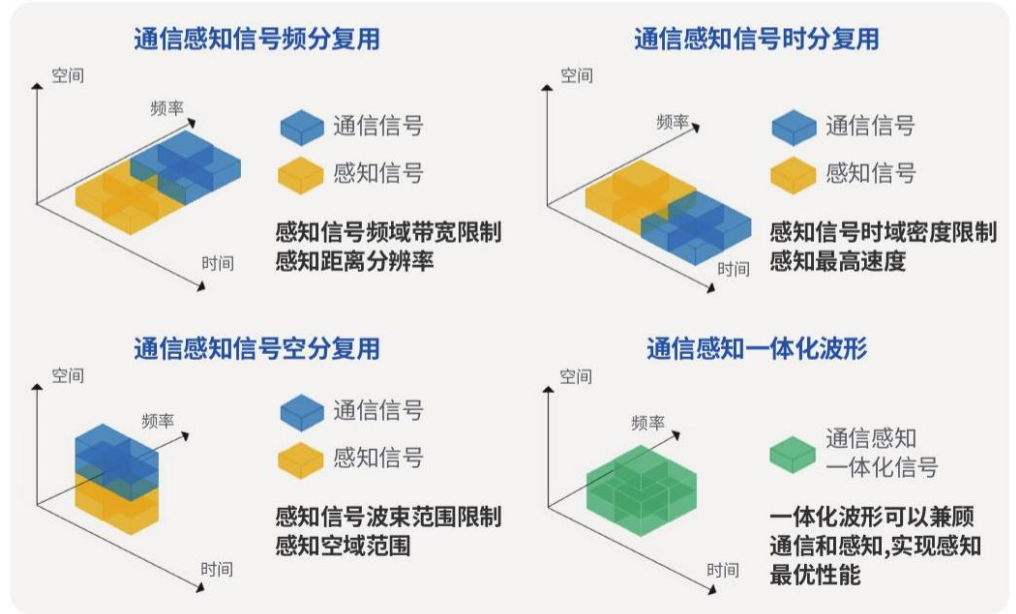 通信感知信号频分复用
空间
频率
时间
通信信号
感知信号
感知信号频域带宽限制
感知距离分辨率
通信感知信号时分复用
空间
频率
时间
通信信号
感知信号
感知信号时域密度限制
感知最高速度
通信感知信号空分复用
空间
频率
时间
通信信号
感知信号
感知信号波束范围限制
感知空域范围
通信感知一体化波形
空间
频率
时间
通信感知
一体化信号
一体化波形可以兼顾
通信和感知,实现感知
最优性能